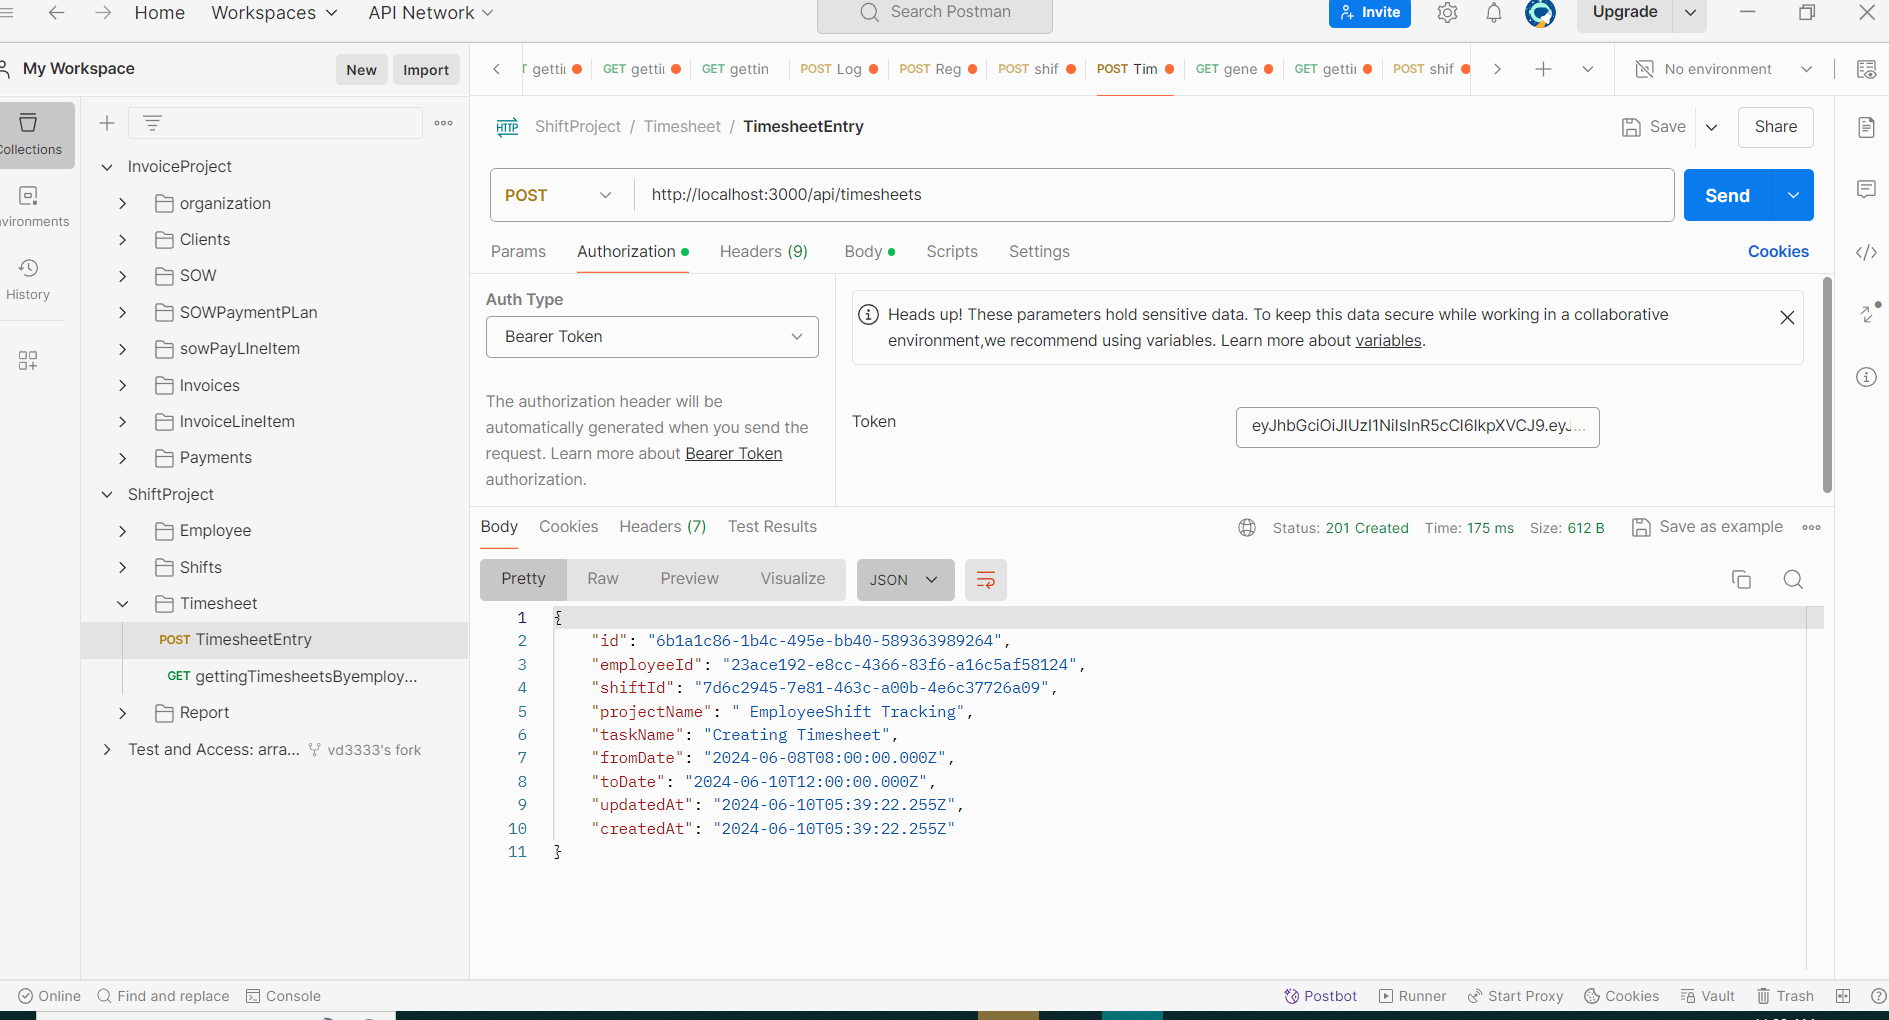 Home Workspaces API Network Search Postman Invite Upgrade
My Workspace New Import
getti GET getti GET gettin POST Log POST Reg POST shif POST Tim GET gene GET getti POST shif No environment
Collections
Environments
History
InvoiceProject
organization
Clients
SOW
SOWPaymentPLan
sowPayLIneItem
Invoices
InvoiceLineItem
Payments
ShiftProject
Employee
Shifts
Timesheet
POST TimesheetEntry
GET gettingTimesheetsByemploy...
Report
Test and Access: arra... vd3333's fork
HTTP ShiftProject / Timesheet / TimesheetEntry Save Share
POST http://localhost:3000/api/timesheets Send
Params Authorization Headers (9) Body Scripts Settings Cookies
Auth Type
Bearer Token
The authorization header will be
automatically generated when you send the
request. Learn more about Bearer Token
authorization.
Heads up! These parameters hold sensitive data. To keep this data secure while working in a collaborative
environment,we recommend using variables. Learn more about variables.
Token eyJhbGciOiJIUzI1NiIsInR5cCI6IkpXVCJ9.eyJ...
Body Cookies Headers (7) Test Results Status: 201 Created Time: 175 ms Size: 612 B Save as example
Pretty Raw Preview Visualize JSON
1 {
2 "id": "6b1a1c86-1b4c-495e-bb40-589363989264",
3 "employeeId": "23ace192-e8cc-4366-83f6-a16c5af58124",
4 "shiftId": "7d6c2945-7e81-463c-a00b-4e6c37726a09",
5 "projectName": " EmployeeShift Tracking",
6 "taskName": "Creating Timesheet",
7 "fromDate": "2024-06-08T08:00:00.000Z",
8 "toDate": "2024-06-10T12:00:00.000Z",
9 "updatedAt": "2024-06-10T05:39:22.255Z",
10 "createdAt": "2024-06-10T05:39:22.255Z"
11 }
Online Find and replace Console Postbot Runner Start Proxy Cookies Vault Trash